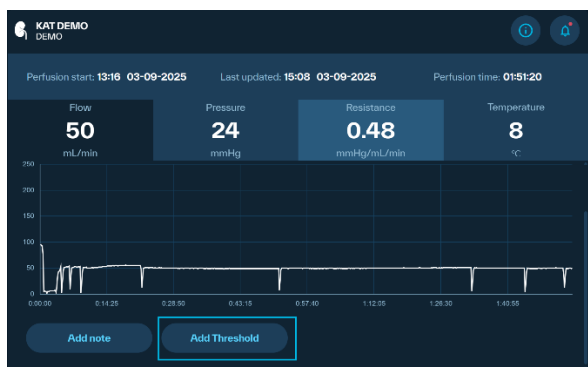 KAT DEMO
DEMO
Perfusion start: 13:16 03-09-2025 Last updated: 15:08 03-09-2025 Perfusion time: 01:51:20
Flow Pressure Resistance Temperature
50 24 0.48 8
mL/min mmHg mmHg/mL/min °C
250
200
150
100
50
0
0:00:00 0:14:25 0:28:50 0:43:15 0:57:40 1:12:05 1:26:30 1:40:55
Add note Add Threshold